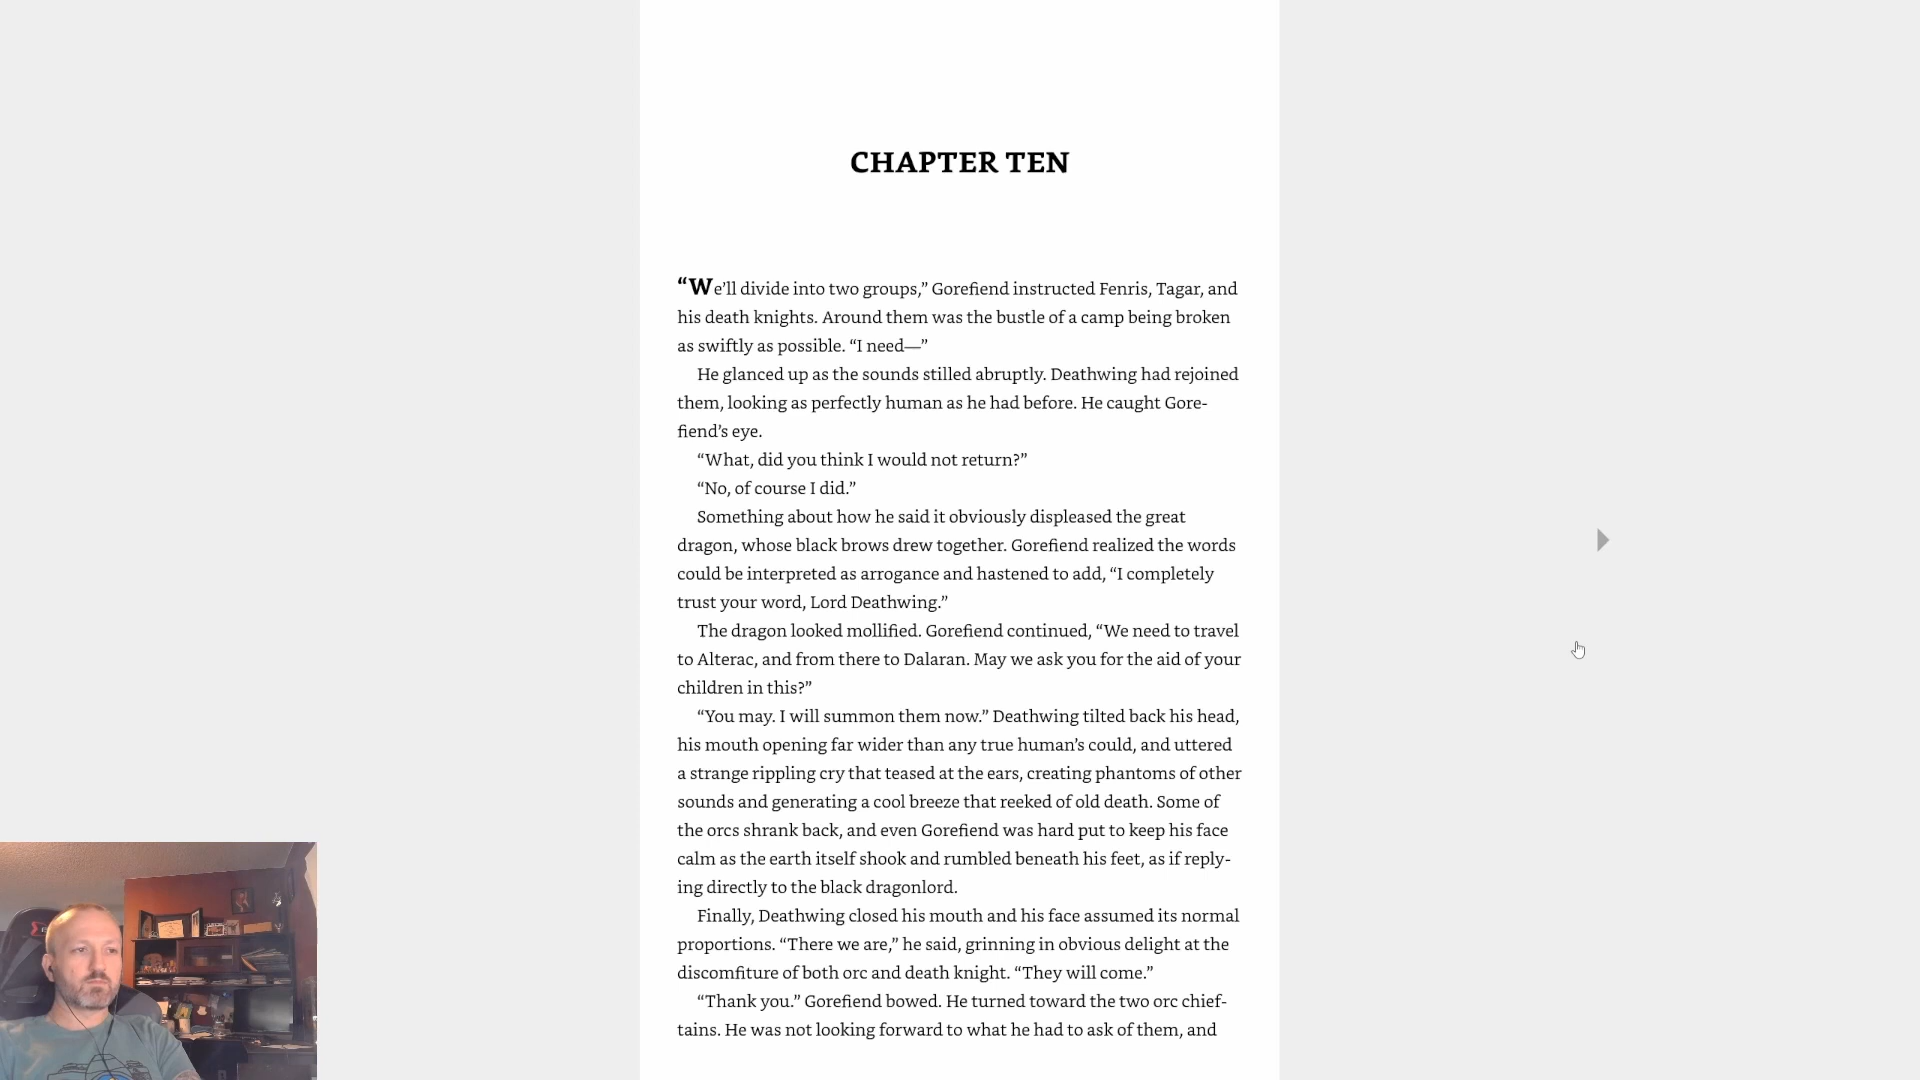 CHAPTER TEN
“We’ll divide into two groups,” Gorefiend instructed Fenris, Tagar, and
his death knights. Around them was the bustle of a camp being broken
as swiftly as possible. “I need—”
He glanced up as the sounds stilled abruptly. Deathwing had rejoined
them, looking as perfectly human as he had before. He caught Gore-
fiend’s eye.
“What, did you think I would not return?”
“No, of course I did.”
Something about how he said it obviously displeased the great
dragon, whose black brows drew together. Gorefiend realized the words
could be interpreted as arrogance and hastened to add, “I completely
trust your word, Lord Deathwing.”
The dragon looked mollified. Gorefiend continued, “We need to travel
to Alterac, and from there to Dalaran. May we ask you for the aid of your
children in this?”
“You may. I will summon them now.” Deathwing tilted back his head,
his mouth opening far wider than any true human’s could, and uttered
a strange rippling cry that teased at the ears, creating phantoms of other
sounds and generating a cool breeze that reeked of old death. Some of
the orcs shrank back, and even Gorefiend was hard put to keep his face
calm as the earth itself shook and rumbled beneath his feet, as if reply-
ing directly to the black dragonlord.
Finally, Deathwing closed his mouth and his face assumed its normal
proportions. “There we are,” he said, grinning in obvious delight at the
discomfiture of both orc and death knight. “They will come.”
“Thank you.” Gorefiend bowed. He turned toward the two orc chief-
tains. He was not looking forward to what he had to ask of them, and